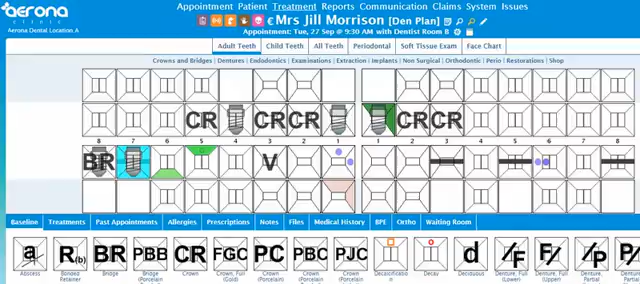 Appointment Patient Treatment Reports Communication Claims System Issues
aerona
clinic
Aerona Dental Location A
€ Mrs Jill Morrison [Den Plan]
Appointment: Tue, 27 Sep @ 9:30 AM with Dentist Room B
Adult Teeth Child Teeth All Teeth Periodontal Soft Tissue Exam Face Chart
Crowns and Bridges | Dentures | Endodontics | Examinations | Extraction | Implants | Non Surgical | Orthodontic | Perio | Restorations | Shop
CR CR CR CR CR
8 7 6 5 4 3 2 1 1 2 3 4 5 6 7 8
BR V
Baseline Treatments Past Appointments Allergies Prescriptions Notes Files Medical History BPE Ortho Waiting Room
a R(b) BR PBB CR FGC PC PBC PJC d /F F/ /P P/
Abscess Bonded Retainer Bridge Bridge (Porcelain Crown Crown, Full (Gold) Crown (Porcelain) Crown (Porcelain Crown (Porcelain Decalcification Decay Deciduous Denture, Full (Lower) Denture, Full (Upper) Denture, Partial Denture, Partial